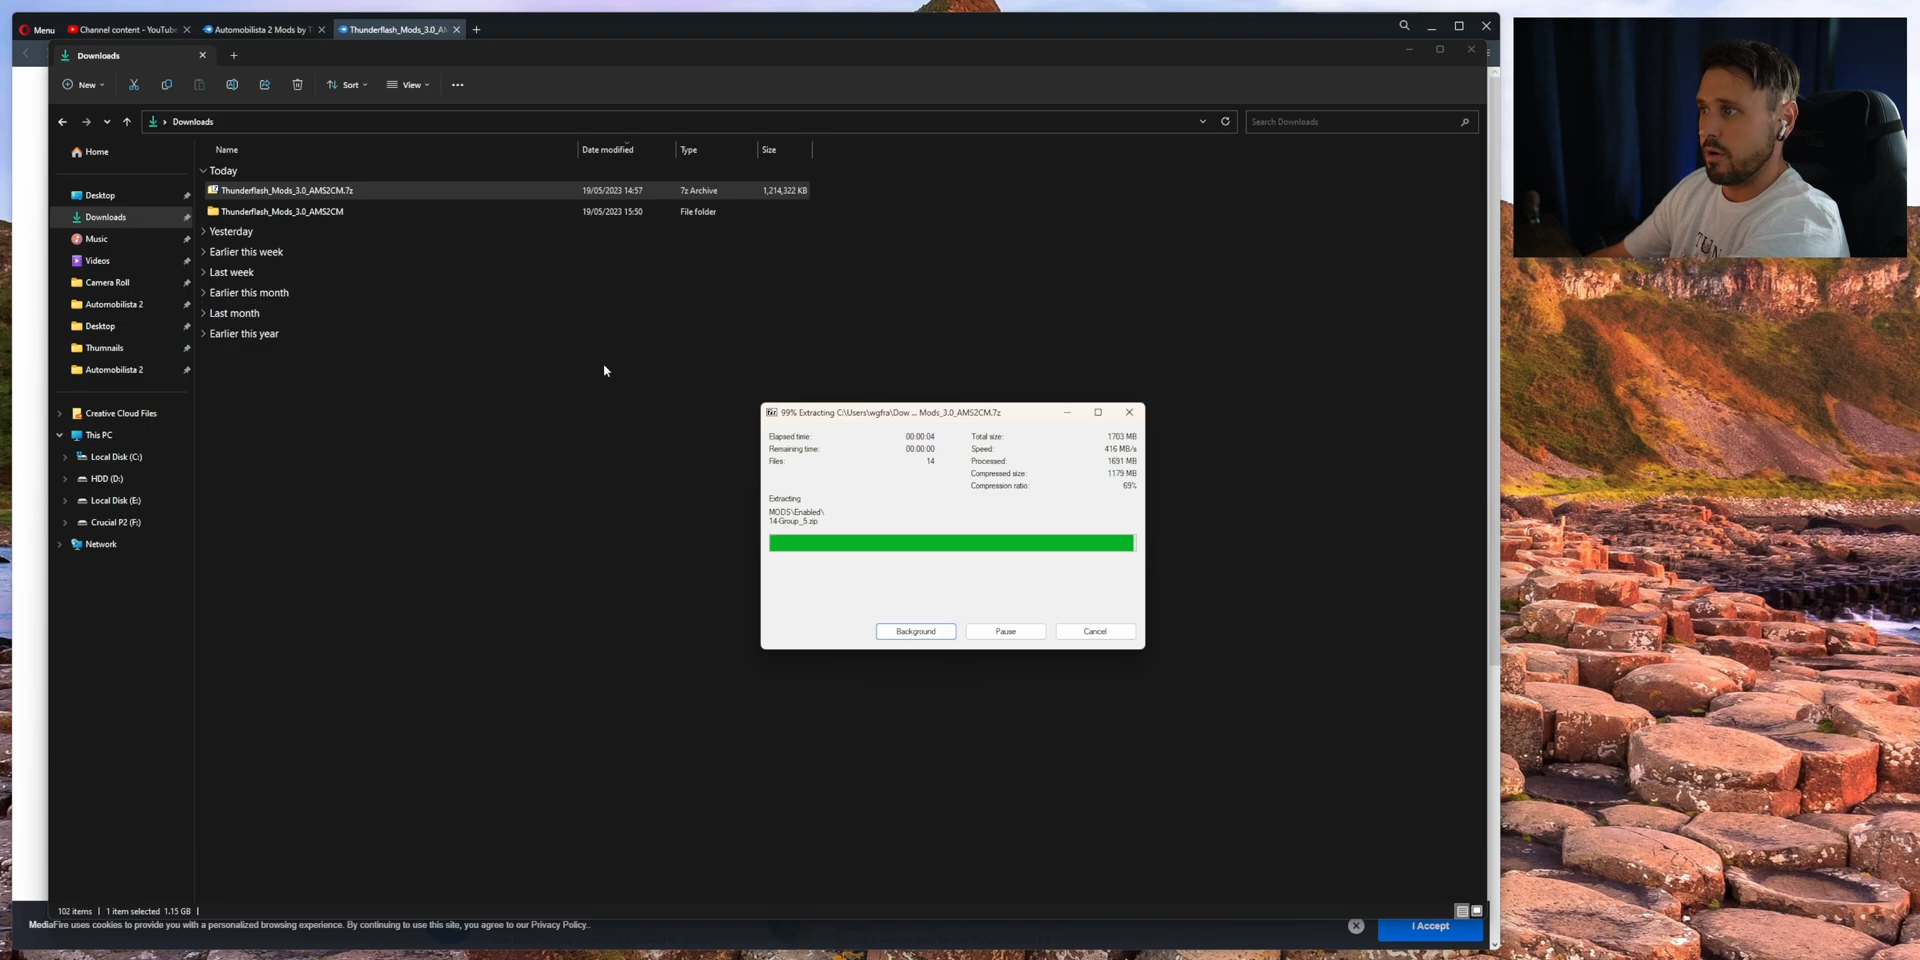 Menu
Channel content - YouTube
Automobilista 2 Mods by T
Thunderflash_Mods_3.0_AM
Downloads
New
Sort
View
Downloads
Search Downloads
Home
Desktop
Downloads
Music
Videos
Camera Roll
Automobilista 2
Desktop
Thumnails
Automobilista 2
Creative Cloud Files
This PC
Local Disk (C:)
HDD (D:)
Local Disk (E:)
Crucial P2 (F:)
Network
Name Date modified Type Size
Today
Thunderflash_Mods_3.0_AMS2CM.7z 19/05/2023 14:57 7z Archive 1,214,322 KB
Thunderflash_Mods_3.0_AMS2CM 19/05/2023 15:50 File folder
Yesterday
Earlier this week
Last week
Earlier this month
Last month
Earlier this year
99% Extracting C:\Users\wgfra\Dow ... Mods_3.0_AMS2CM.7z
Elapsed time: 00:00:04 Total size: 1703 MB
Remaining time: 00:00:00 Speed: 416 MB/s
Files: 14 Processed: 1691 MB
Compressed size: 1179 MB
Compression ratio: 69%
Extracting
MODS\Enabled\
14-Group_5.zip
Background Pause Cancel
102 items 1 item selected 1.15 GB
MediaFire uses cookies to provide you with a personalized browsing experience. By continuing to use this site, you agree to our Privacy Policy..
I Accept